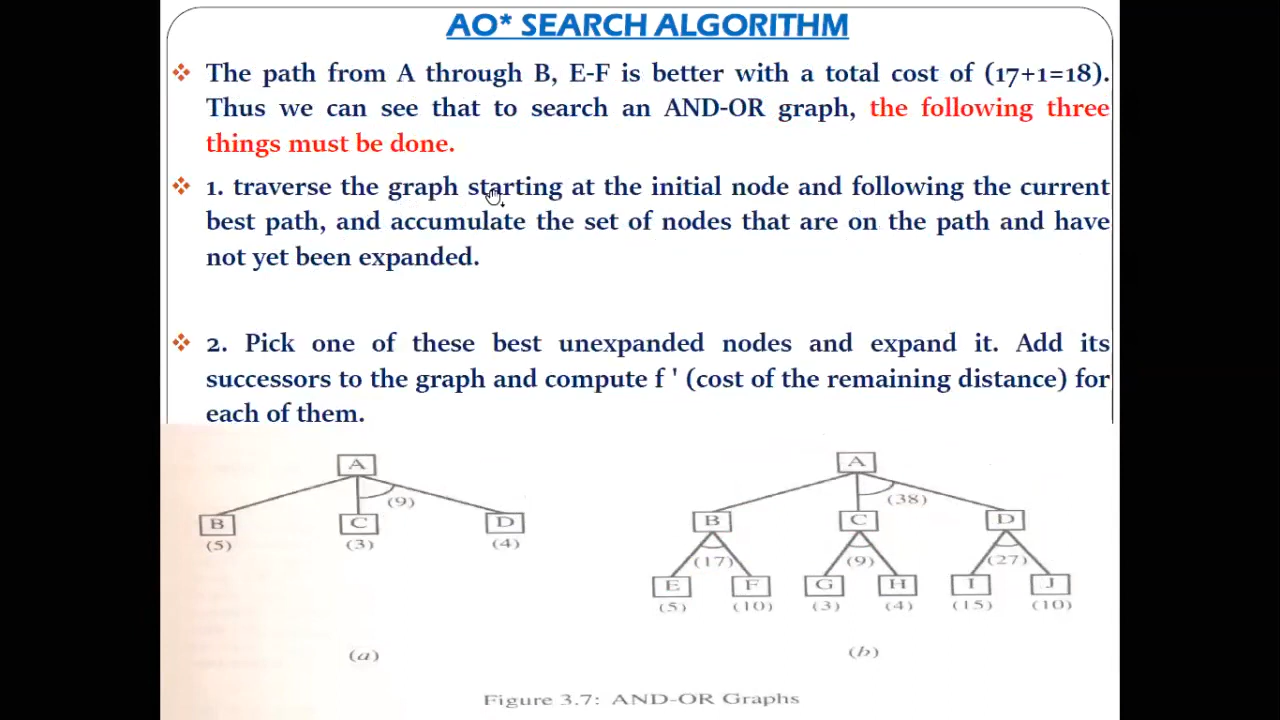 AO* SEARCH ALGORITHM
❖ The path from A through B, E-F is better with a total cost of (17+1=18).
Thus we can see that to search an AND-OR graph, the following three
things must be done.
❖ 1. traverse the graph starting at the initial node and following the current
best path, and accumulate the set of nodes that are on the path and have
not yet been expanded.
❖ 2. Pick one of these best unexpanded nodes and expand it. Add its
successors to the graph and compute f ' (cost of the remaining distance) for
each of them.
A
(9)
B C D
(5) (3) (4)
(a)
A
(38)
B C D
(17) (9) (27)
E F G H I J
(5) (10) (3) (4) (15) (10)
(b)
Figure 3.7: AND-OR Graphs